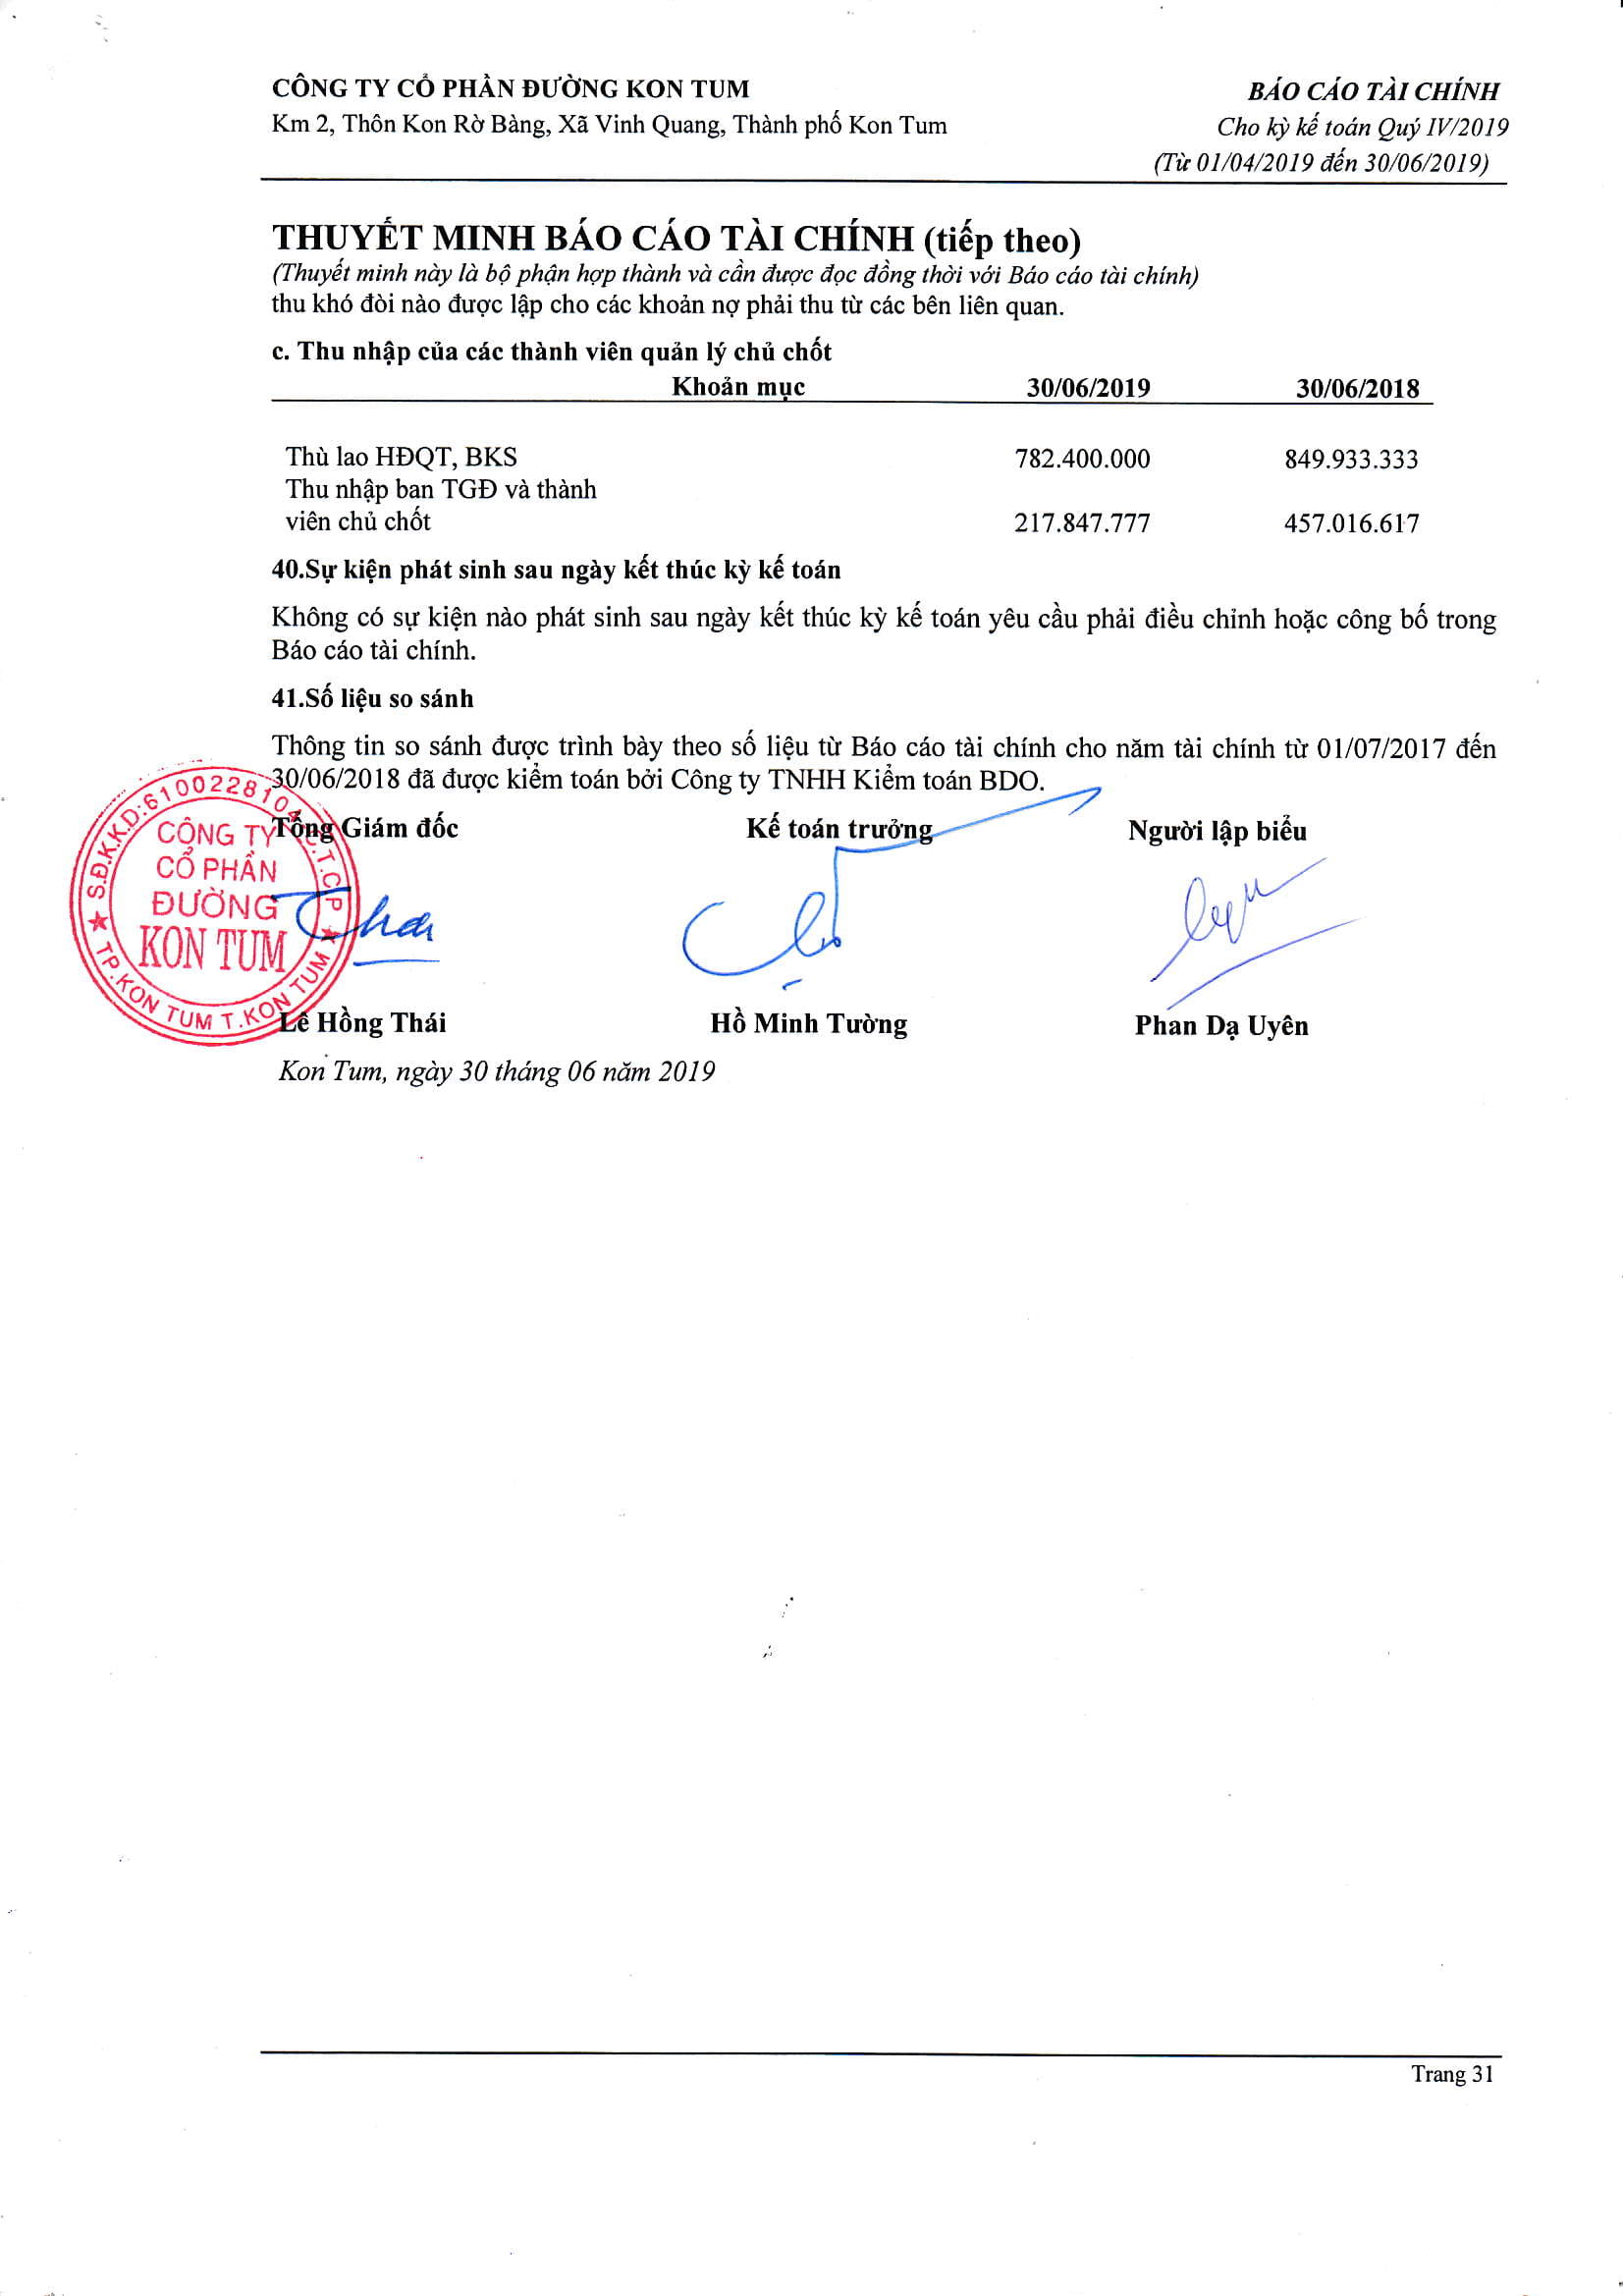 CÔNG TY CỔ PHẦN ĐƯỜNG KON TUM
Km 2, Thôn Kon Rờ Bàng, Xã Vinh Quang, Thành phố Kon Tum
BÁO CÁO TÀI CHÍNH
Cho kỳ kế toán Quý IV/2019
(Từ 01/04/2019 đến 30/06/2019)
THUYẾT MINH BÁO CÁO TÀI CHÍNH (tiếp theo)
(Thuyết minh này là bộ phận hợp thành và cần được đọc đồng thời với Báo cáo tài chính)
thu khó đòi nào được lập cho các khoản nợ phải thu từ các bên liên quan.
c. Thu nhập của các thành viên quản lý chủ chốt
Khoản mục 30/06/2019 30/06/2018
Thù lao HĐQT, BKS 782.400.000 849.933.333
Thu nhập ban TGĐ và thành
viên chủ chốt 217.847.777 457.016.617
40.Sự kiện phát sinh sau ngày kết thúc kỳ kế toán
Không có sự kiện nào phát sinh sau ngày kết thúc kỳ kế toán yêu cầu phải điều chỉnh hoặc công bố trong
Báo cáo tài chính.
41.Số liệu so sánh
Thông tin so sánh được trình bày theo số liệu từ Báo cáo tài chính cho năm tài chính từ 01/07/2017 đến
30/06/2018 đã được kiểm toán bởi Công ty TNHH Kiểm toán BDO.
Tổng Giám đốc Kế toán trưởng Người lập biểu
S.Đ.K.K.D:6100228104 C.T.C.P
CÔNG TY
CỔ PHẦN
ĐƯỜNG
KON TUM
TP.KON TUM T.KON TUM
Lê Hồng Thái Hồ Minh Tường Phan Dạ Uyên
Kon Tum, ngày 30 tháng 06 năm 2019
Trang 31